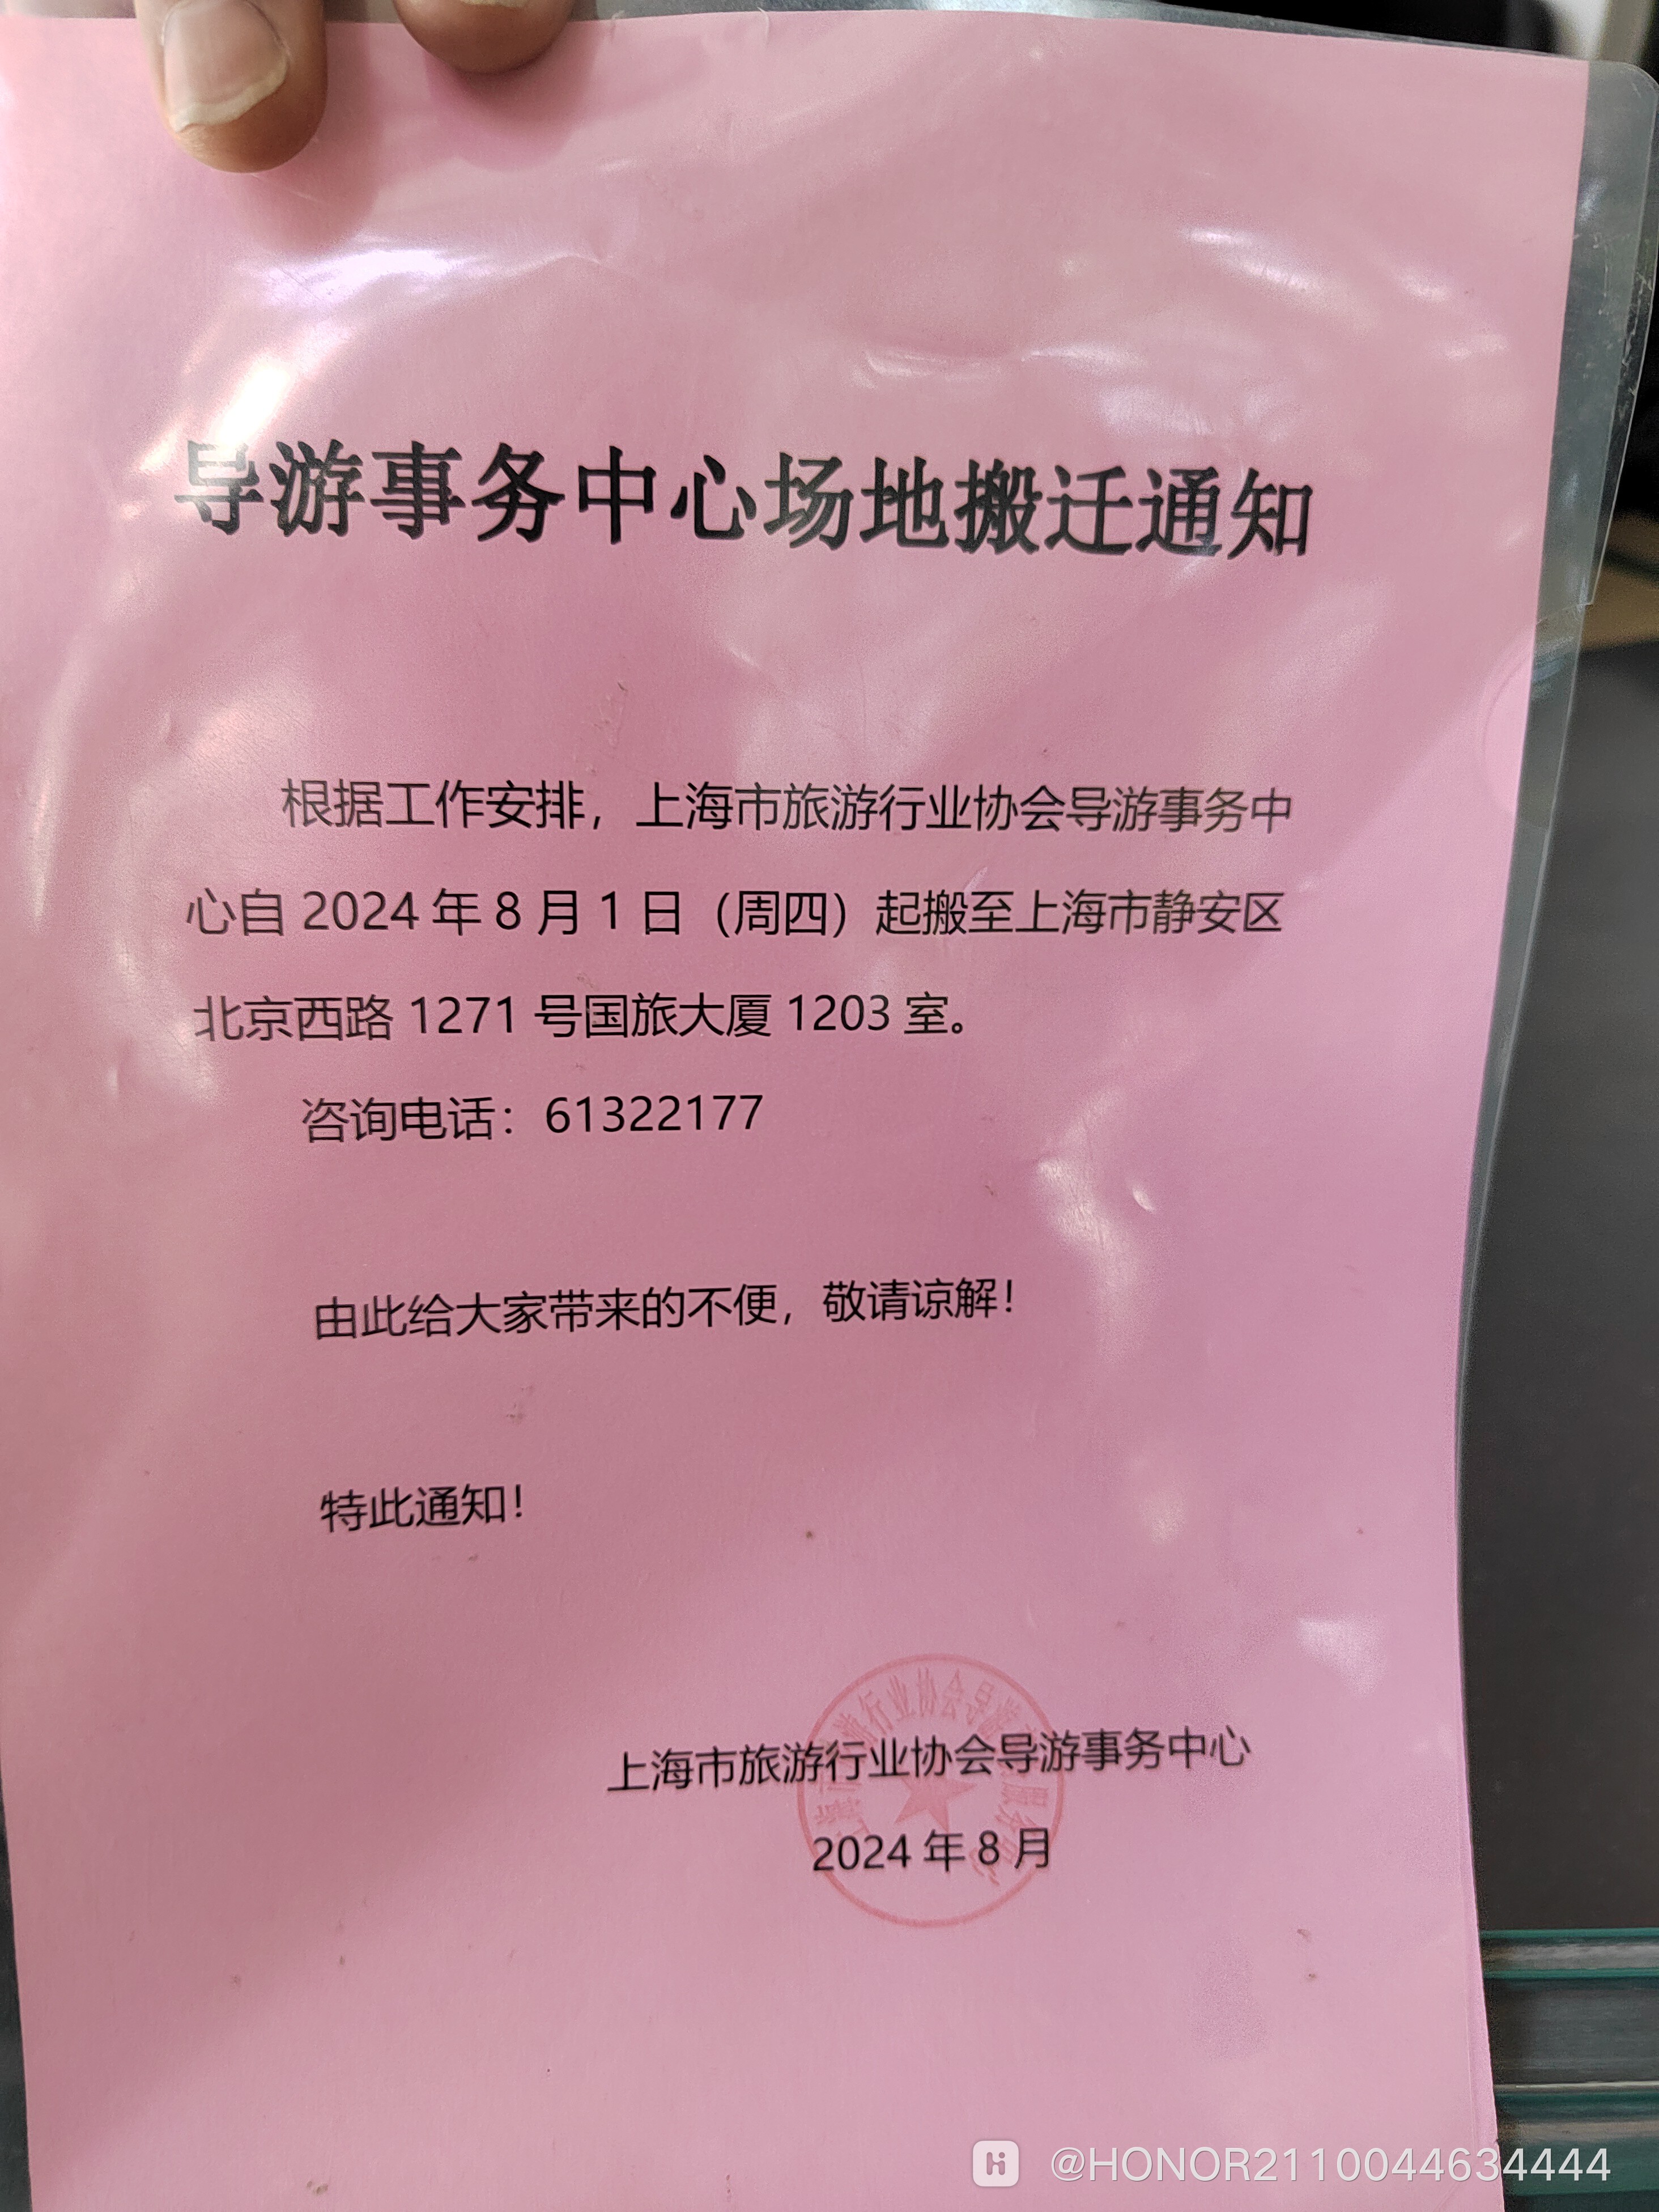 导游事务中心场地搬迁通知
根据工作安排，上海市旅游行业协会导游事务中
心自 2024 年 8 月 1 日（周四）起搬至上海市静安区
北京西路 1271 号国旅大厦 1203 室。
咨询电话：61322177
由此给大家带来的不便，敬请谅解！
特此通知！
上海市旅游行业协会导游事务中心
2024 年 8 月
@HONOR2110044634444